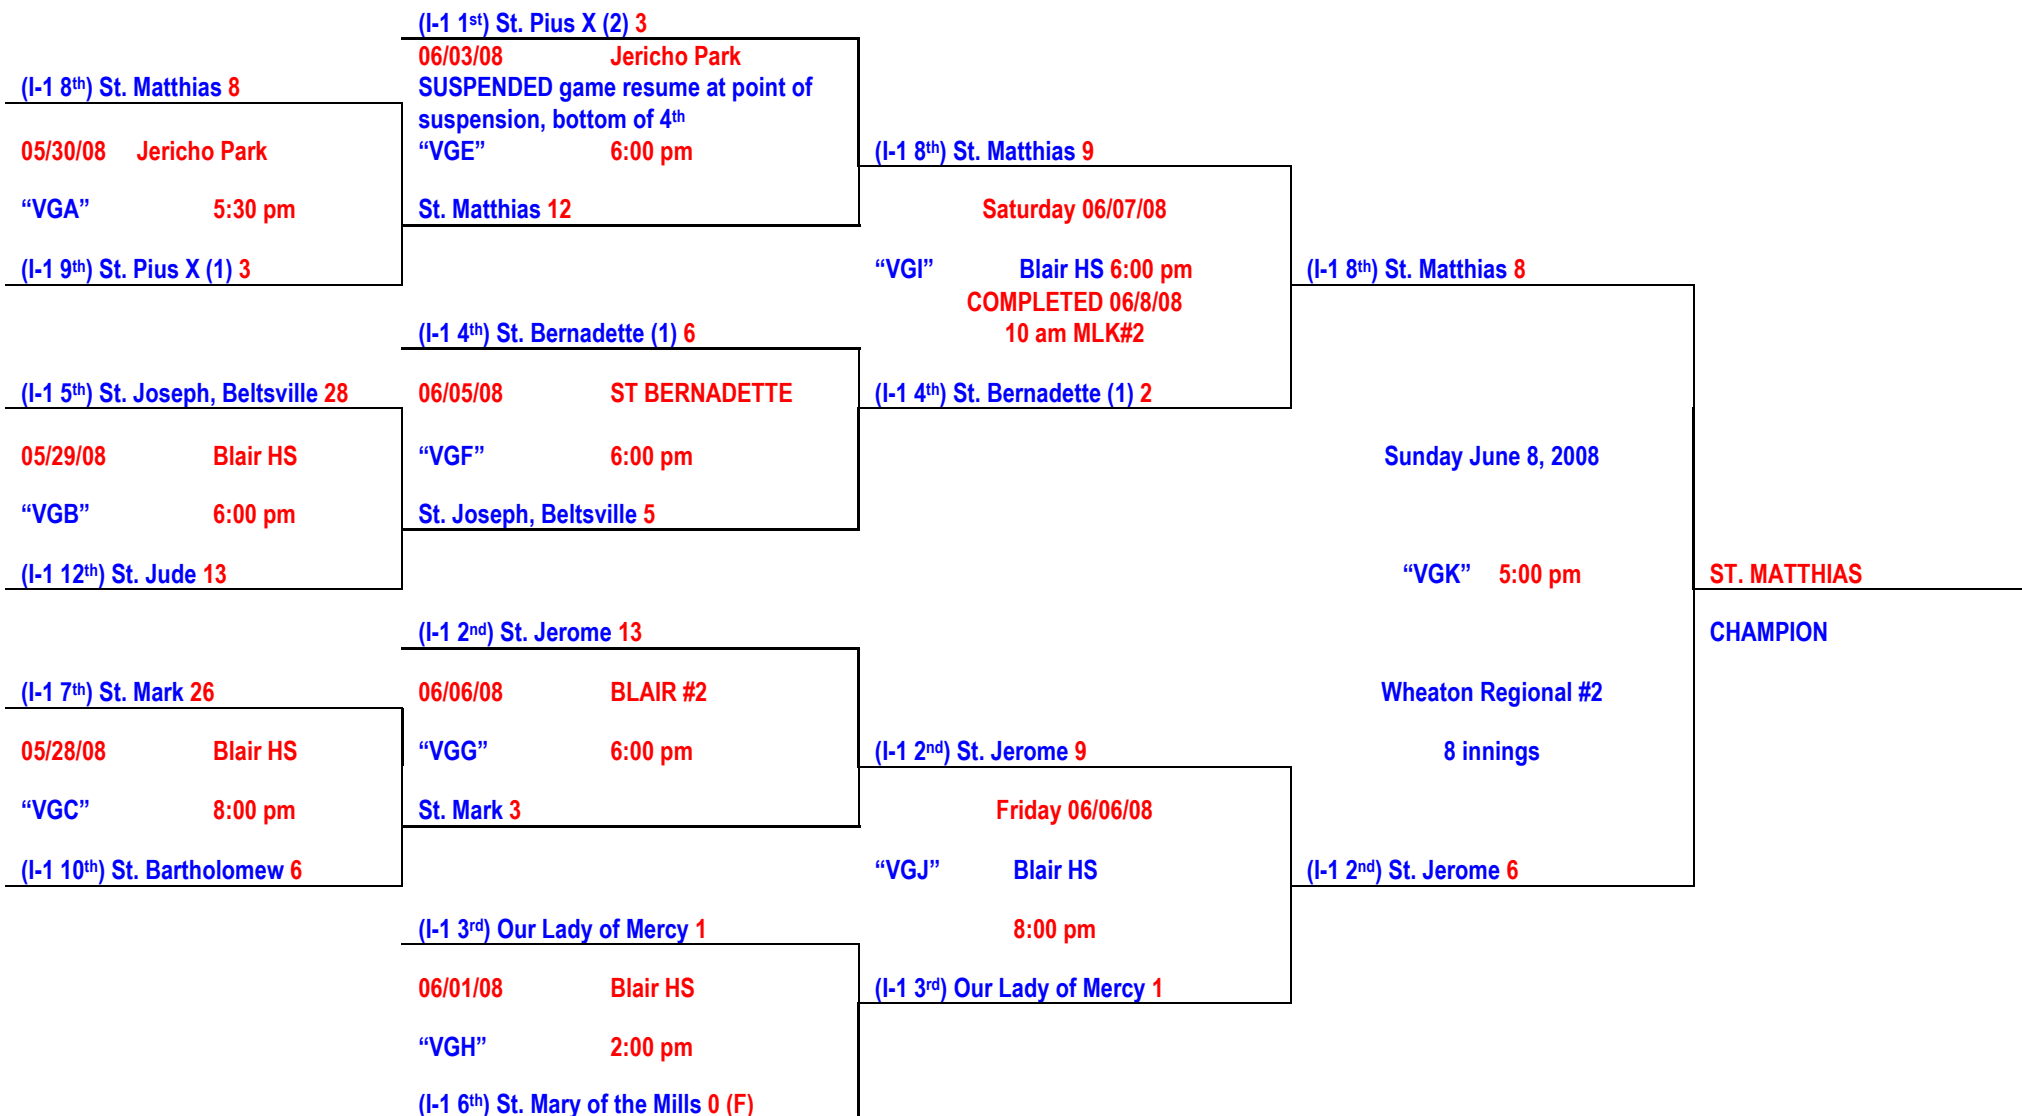 (I-1 1st) St. Pius X (2) 3
06/03/08 Jericho Park
SUSPENDED game resume at point of
suspension, bottom of 4th
“VGE” 6:00 pm
St. Matthias 12
(I-1 8th) St. Matthias 8
05/30/08 Jericho Park
“VGA” 5:30 pm
(I-1 9th) St. Pius X (1) 3
(I-1 4th) St. Bernadette (1) 6
06/05/08 ST BERNADETTE
“VGF” 6:00 pm
St. Joseph, Beltsville 5
(I-1 5th) St. Joseph, Beltsville 28
05/29/08 Blair HS
“VGB” 6:00 pm
(I-1 12th) St. Jude 13
(I-1 2nd) St. Jerome 13
06/06/08 BLAIR #2
“VGG” 6:00 pm
St. Mark 3
(I-1 7th) St. Mark 26
05/28/08 Blair HS
“VGC” 8:00 pm
(I-1 10th) St. Bartholomew 6
(I-1 3rd) Our Lady of Mercy 1
06/01/08 Blair HS
“VGH” 2:00 pm
(I-1 6th) St. Mary of the Mills 0 (F)
(I-1 8th) St. Matthias 9
Saturday 06/07/08
“VGI” Blair HS 6:00 pm
COMPLETED 06/8/08
10 am MLK#2
(I-1 4th) St. Bernadette (1) 2
(I-1 2nd) St. Jerome 9
Friday 06/06/08
“VGJ” Blair HS
8:00 pm
(I-1 3rd) Our Lady of Mercy 1
(I-1 8th) St. Matthias 8
Sunday June 8, 2008
“VGK” 5:00 pm
Wheaton Regional #2
8 innings
(I-1 2nd) St. Jerome 6
ST. MATTHIAS
CHAMPION